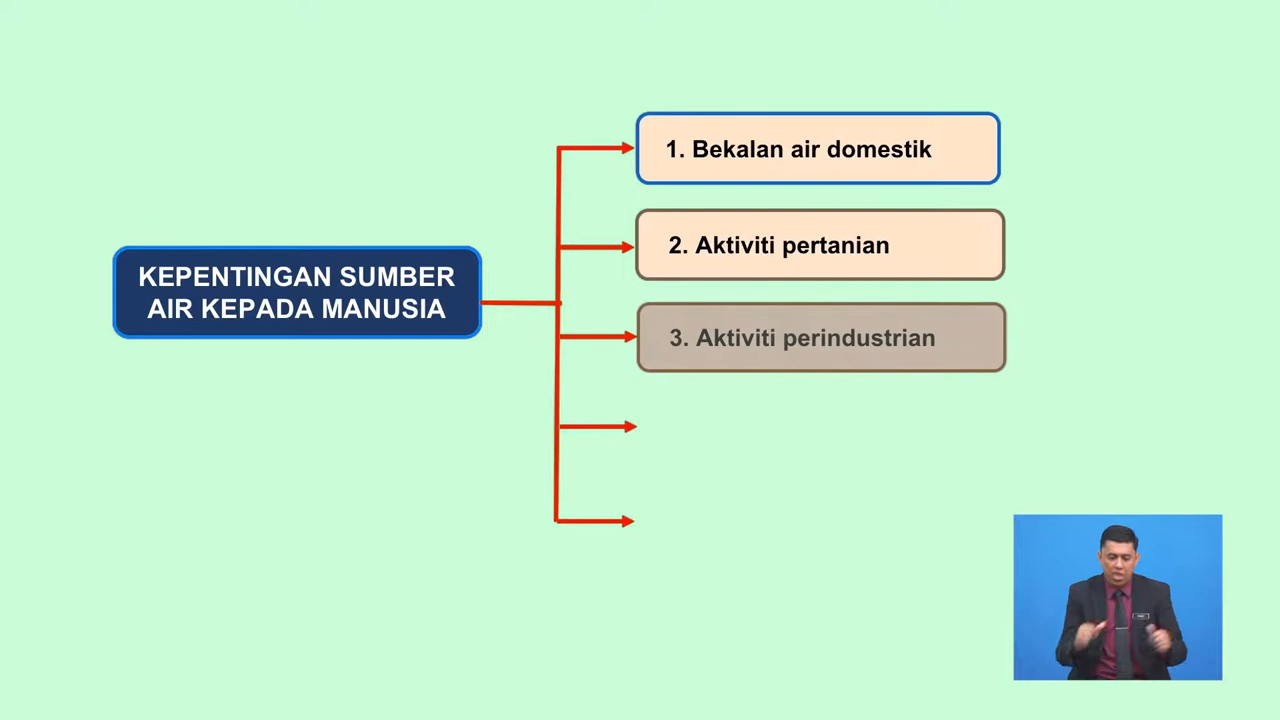 KEPENTINGAN SUMBER
AIR KEPADA MANUSIA
1. Bekalan air domestik
2. Aktiviti pertanian
3. Aktiviti perindustrian